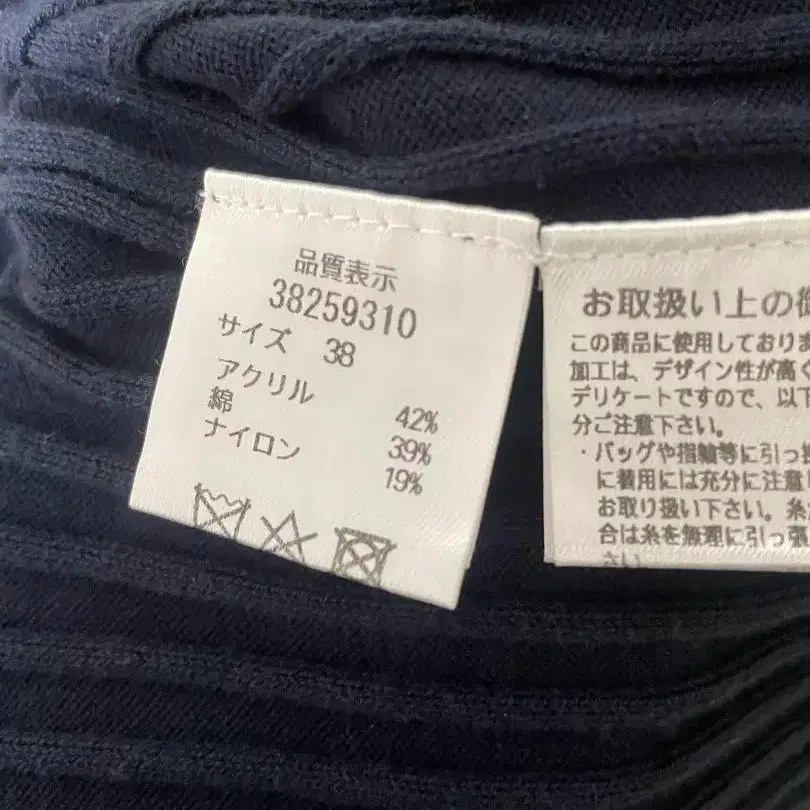 品質表示
38259310
サイズ 38
アクリル 42%
綿 39%
ナイロン 19%
お取扱い上の
この商品に使用しており
加工は、デザイン性が高く
デリケートですので、以下
分ご注意下さい。
・バッグや指輪等に引っ
に着用には充分に注意
お取り扱い下さい。糸
合は糸を無理に引っ張
さい